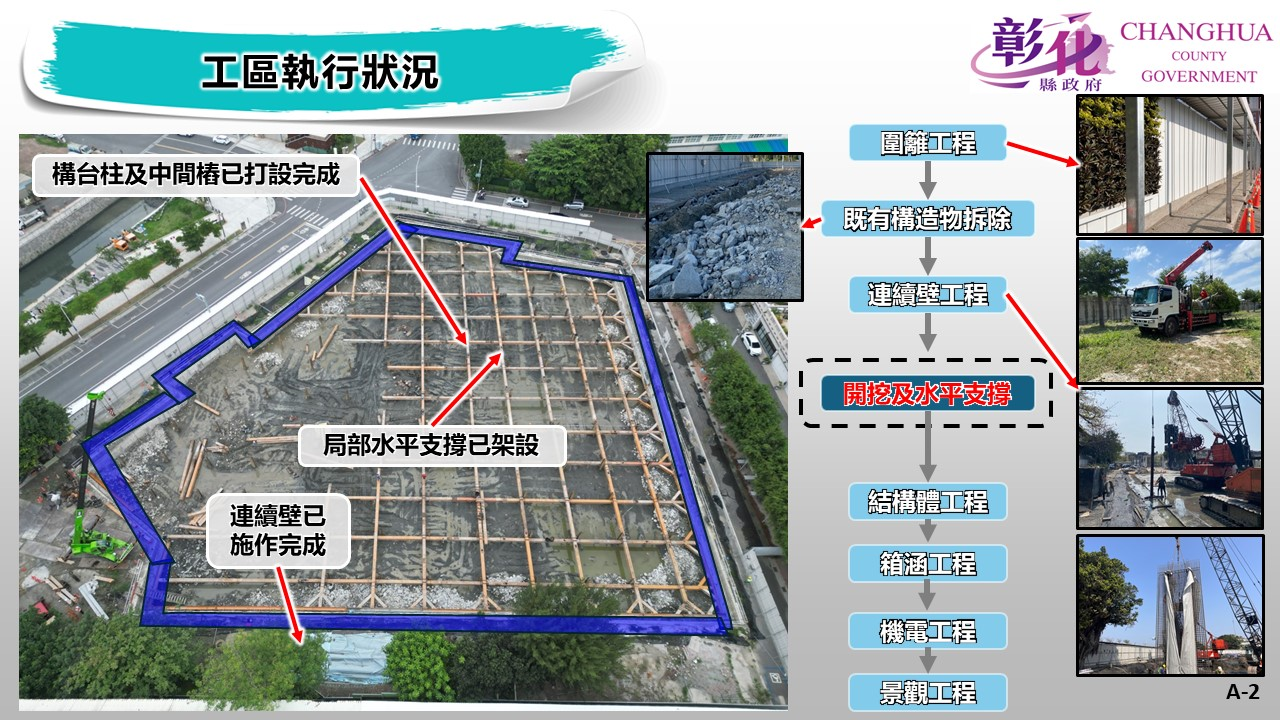 工區執行狀況
彰化
縣政府
CHANGHUA
COUNTY
GOVERNMENT
構台柱及中間樁已打設完成
局部水平支撐已架設
連續壁已
施作完成
圍籬工程
既有構造物拆除
連續壁工程
開挖及水平支撐
結構體工程
箱涵工程
機電工程
景觀工程
A-2